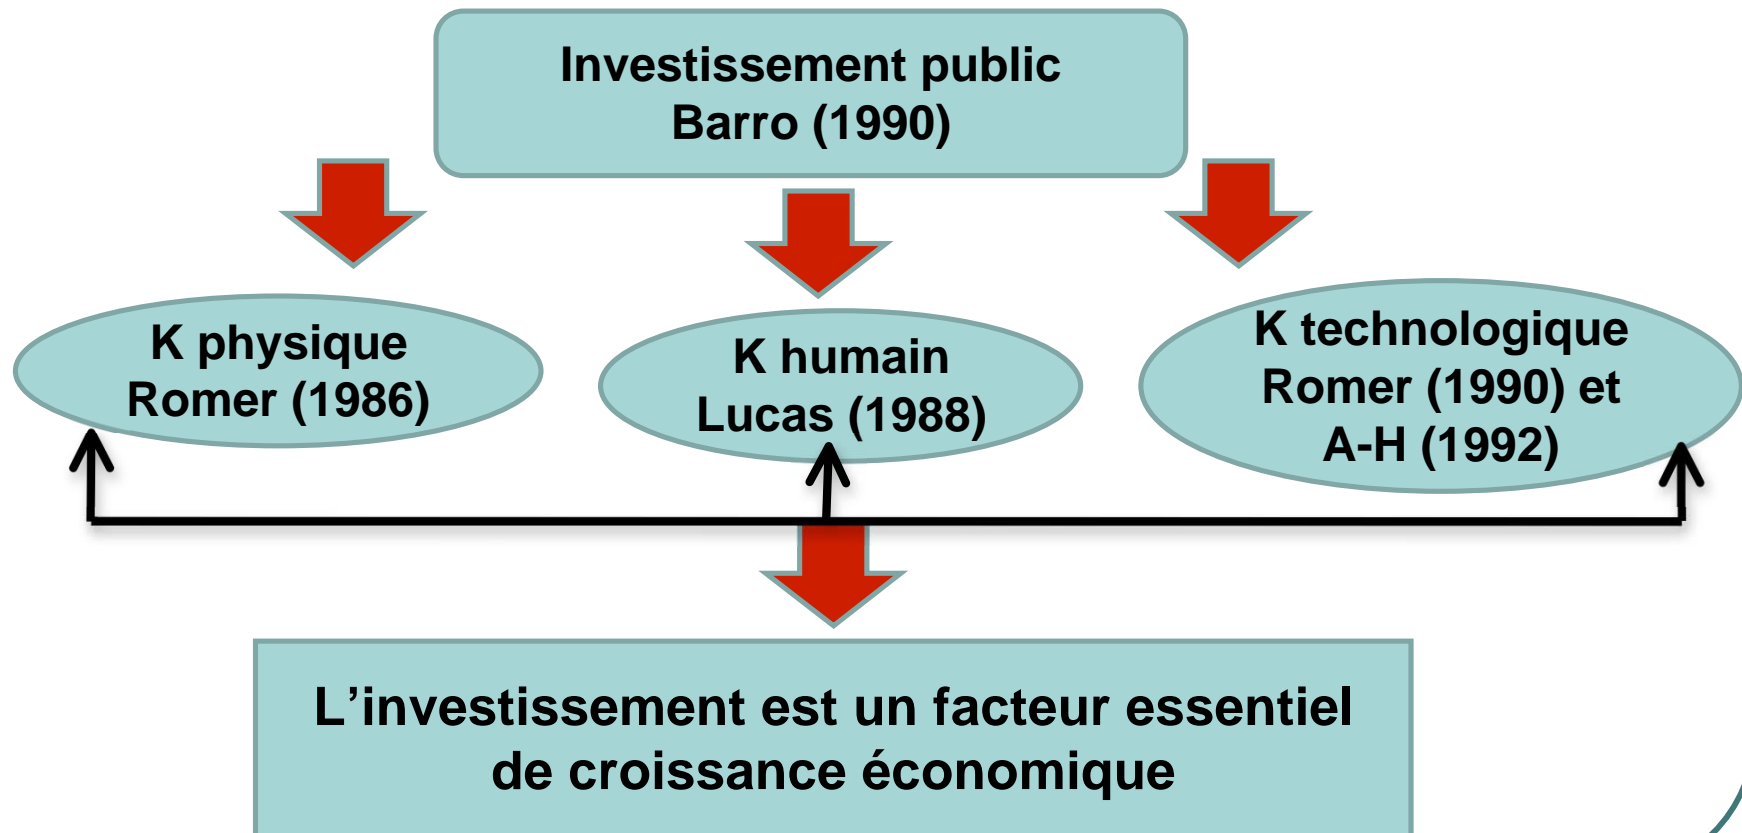 Investissement public
Barro (1990)
K physique
Romer (1986)
K humain
Lucas (1988)
K technologique
Romer (1990) et
A-H (1992)
L’investissement est un facteur essentiel
de croissance économique